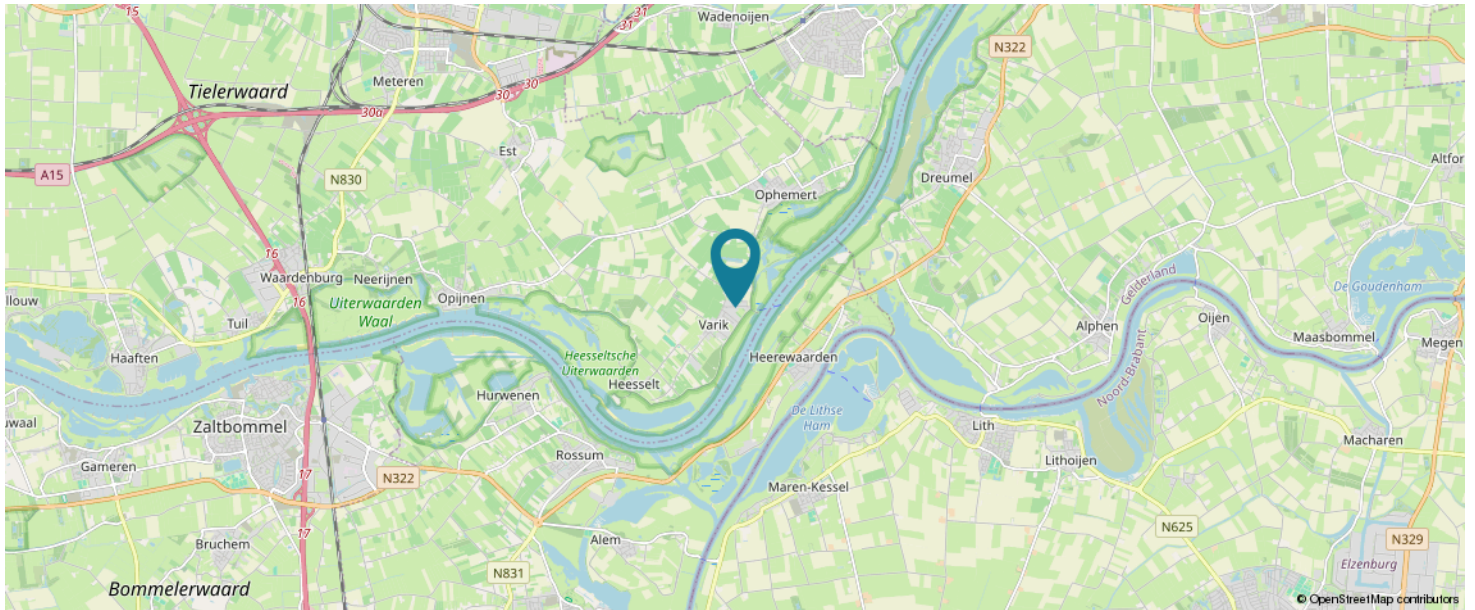 15
Wadenoijen
31
31
N322
Meteren
30
Tielerwaard
30
30a
Est
Altfor
A15
N830
Dreumel
Ophemert
16
Waardenburg
Neerijnen
Gelderland
De Goudenham
llouw
Opijnen
16
Uiterwaarden
Waal
Tuil
Varik
Alphen
Oijen
Maasbommel
Megen
Haaften
Heerewaarden
Heeseltsche
Uiterwaarden
Noord-Brabant
Heesselt
Hurwenen
De Lithse
Ham
uwaal
Zaltbommel
Lith
Macharen
Rossum
Lithoijen
Gameren
17
N322
Maren-Kessel
N625
17
Bruchem
Alem
N329
Elzenburg
N831
Bommelerwaard
© OpenStreetMap contributors